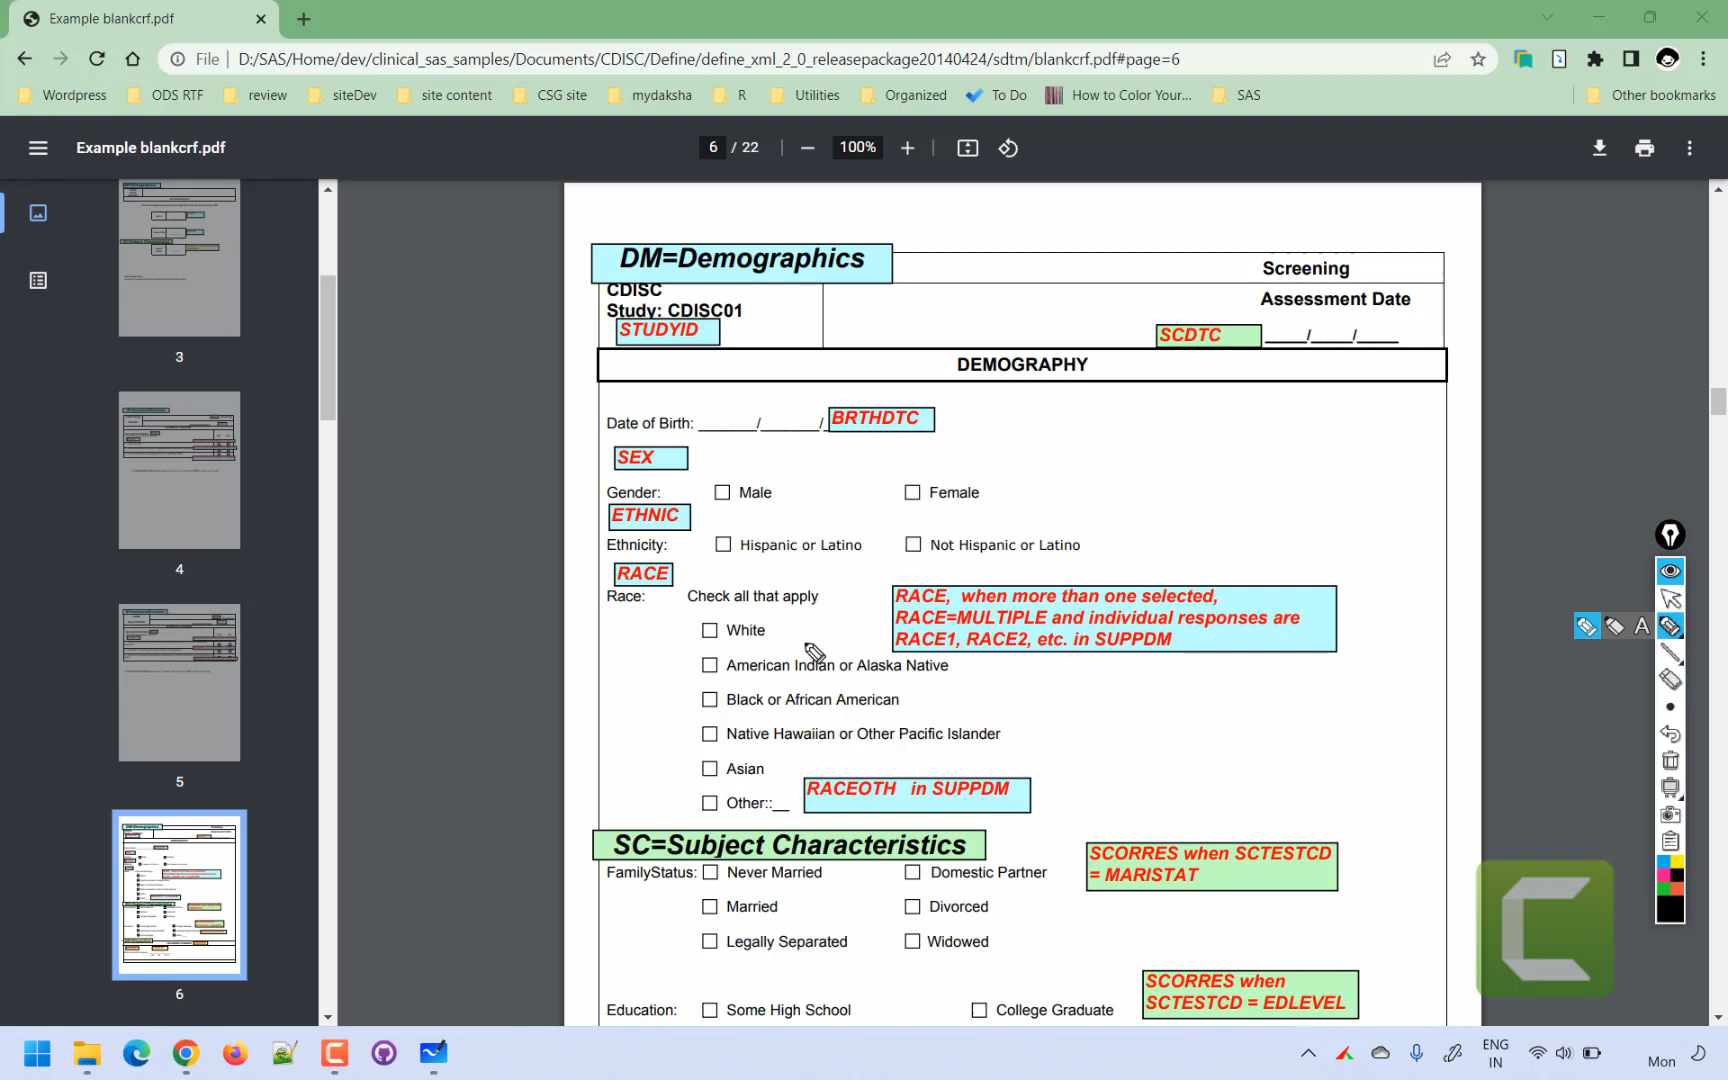 Example blankcrf.pdf
File D:/SAS/Home/dev/clinical_sas_samples/Documents/CDISC/Define/define_xml_2_0_releasepackage20140424/sdtm/blankcrf.pdf#page=6
Wordpress ODS RTF review siteDev site content CSG site mydaksha R Utilities Organized To Do How to Color Your... SAS Other bookmarks
Example blankcrf.pdf 6 / 22 100%
3
4
5
6
DM=Demographics
Screening
CDISC
Study: CDISC01
Assessment Date
STUDYID
SCDTC ____/____/____
DEMOGRAPHY
Date of Birth: ______/______/ BRTHDTC
SEX
Gender: Male Female
ETHNIC
Ethnicity: Hispanic or Latino Not Hispanic or Latino
RACE
Race: Check all that apply
RACE, when more than one selected,
RACE=MULTIPLE and individual responses are
RACE1, RACE2, etc. in SUPPDM
White
American Indian or Alaska Native
Black or African American
Native Hawaiian or Other Pacific Islander
Asian
Other::__
RACEOTH in SUPPDM
SC=Subject Characteristics
SCORRES when SCTESTCD
= MARISTAT
FamilyStatus: Never Married Domestic Partner
Married Divorced
Legally Separated Widowed
SCORRES when
SCTESTCD = EDLEVEL
Education: Some High School College Graduate
A
ENG
IN
Mon